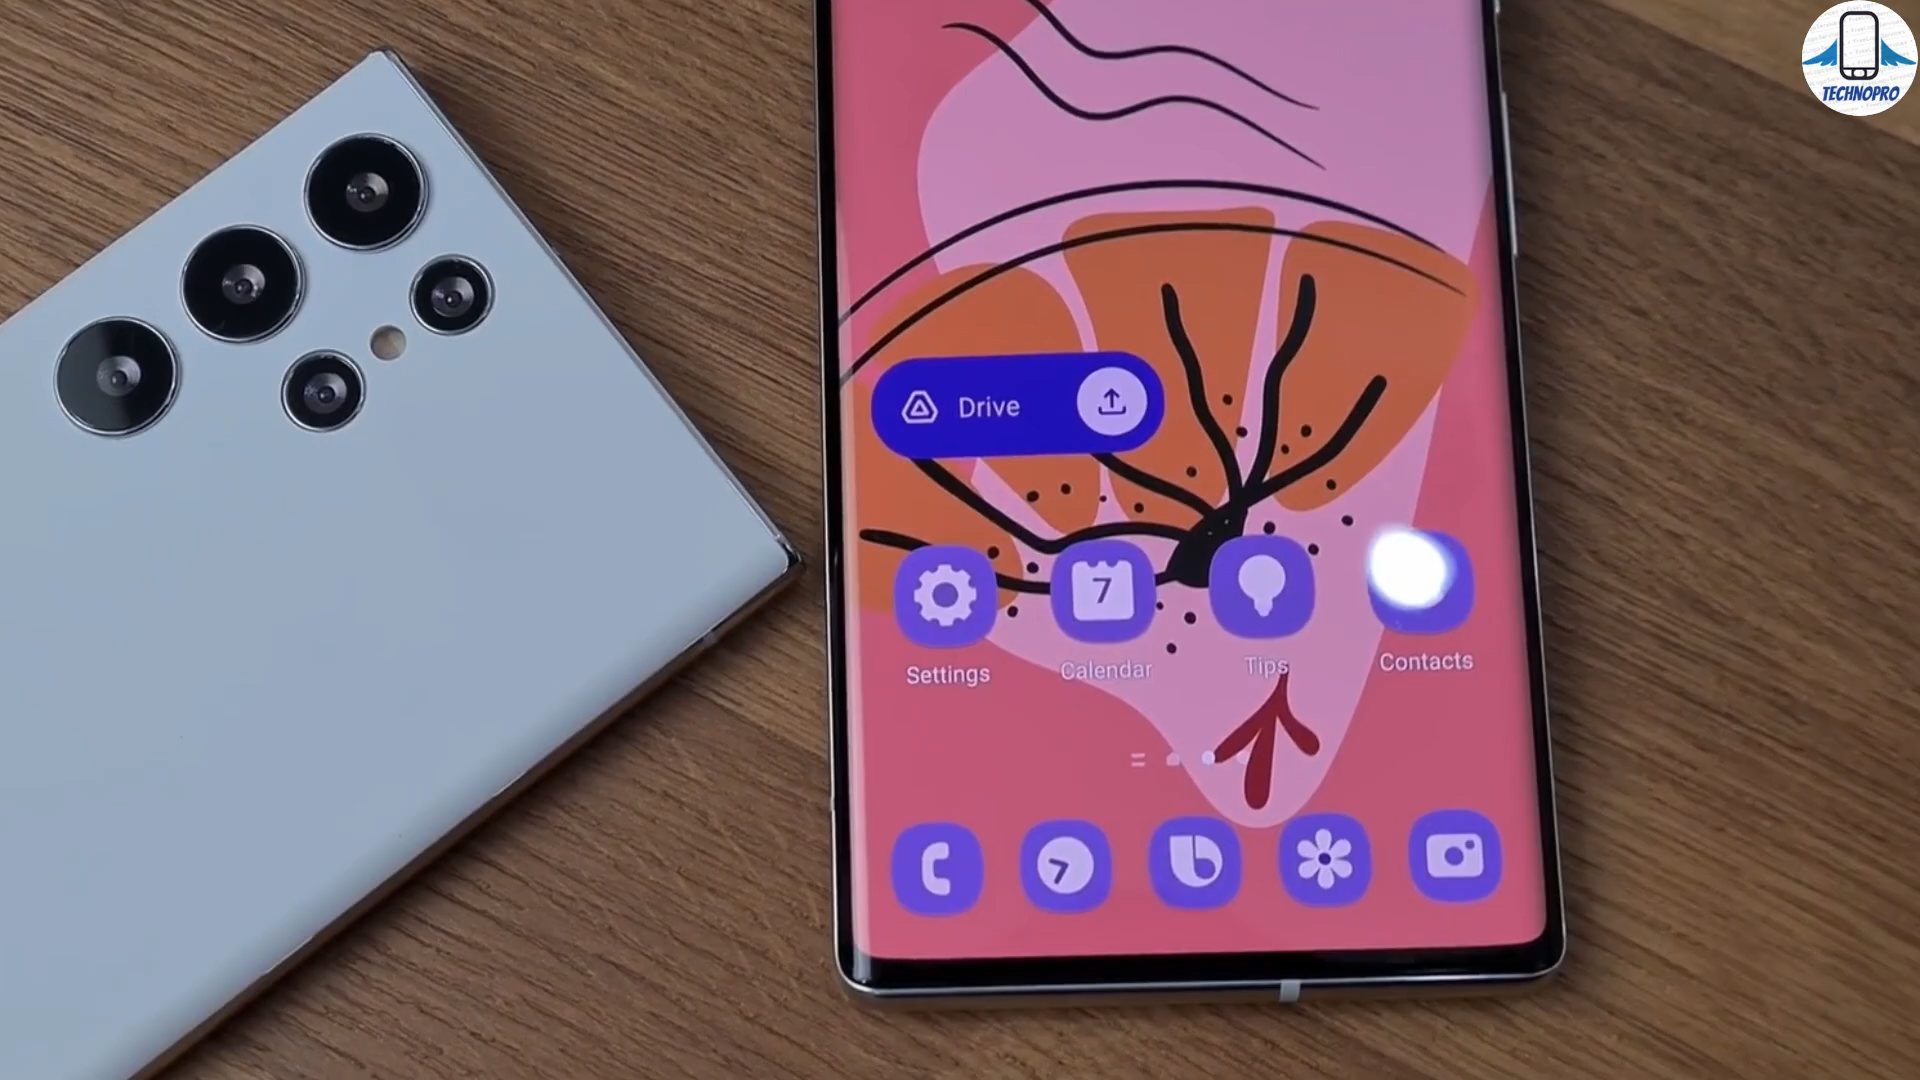 TECHNOPRO
Drive
7
Settings
Calendar
Tips
Contacts